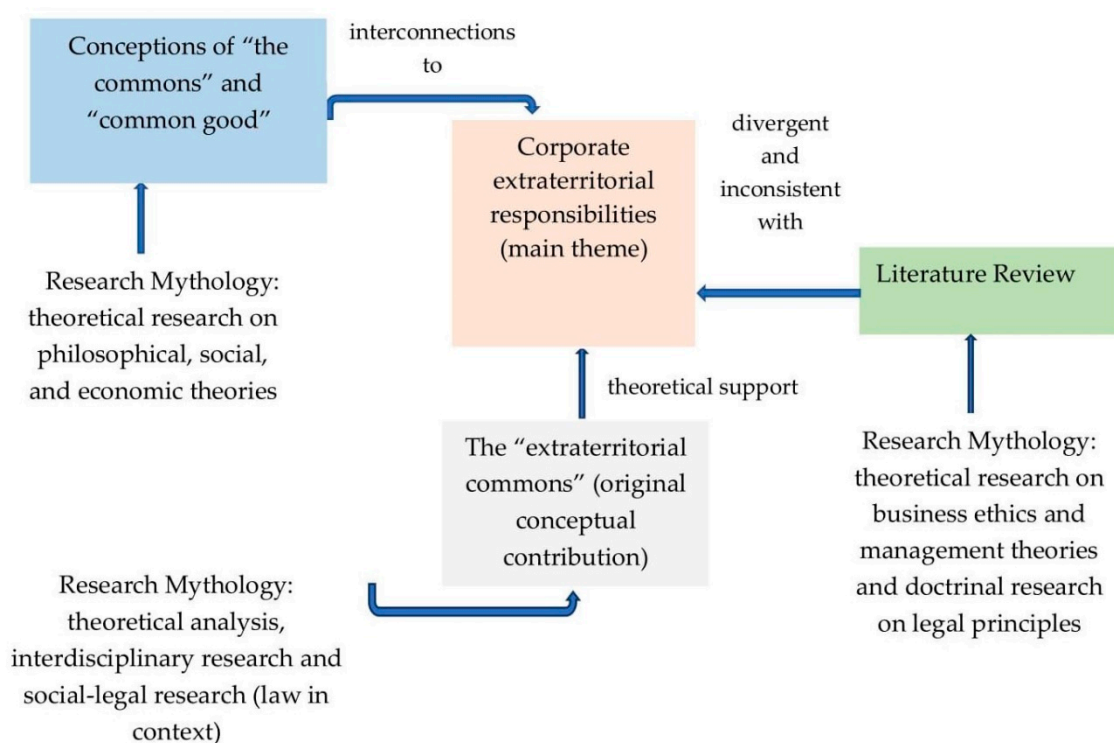 Conceptions of “the
commons” and
“common good”
interconnections
to
Corporate
extraterritorial
responsibilities
(main theme)
divergent
and
inconsistent
with
Literature Review
Research Mythology:
theoretical research on
philosophical, social,
and economic theories
theoretical support
The “extraterritorial
commons” (original
conceptual
contribution)
Research Mythology:
theoretical research on
business ethics and
management theories
and doctrinal research
on legal principles
Research Mythology:
theoretical analysis,
interdisciplinary research and
social-legal research (law in
context)